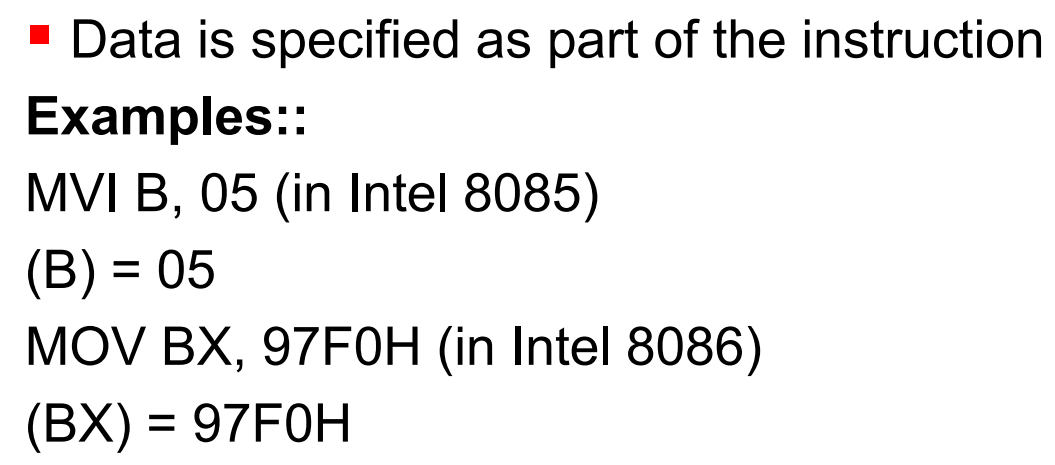 ▪ Data is specified as part of the instruction
Examples::
MVI B, 05 (in Intel 8085)
(B) = 05
MOV BX, 97F0H (in Intel 8086)
(BX) = 97F0H